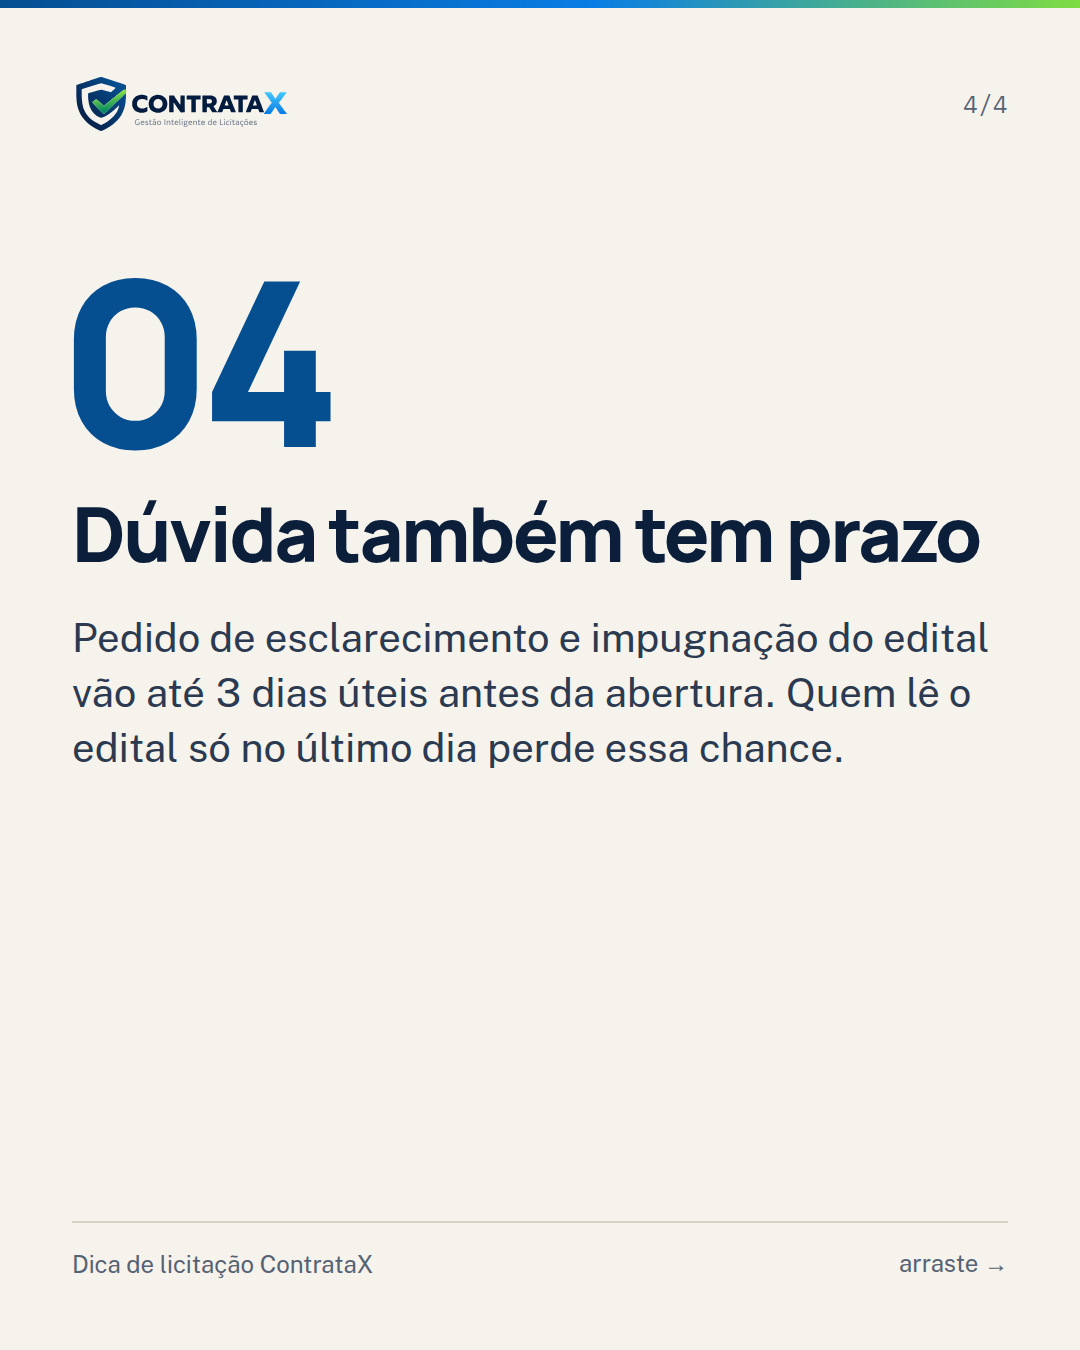 CONTRATAX
Gestão Inteligente de Licitações
4/4
04
Dúvida também tem prazo
Pedido de esclarecimento e impugnação do edital
vão até 3 dias úteis antes da abertura. Quem lê o
edital só no último dia perde essa chance.
Dica de licitação ContrataX
arraste →